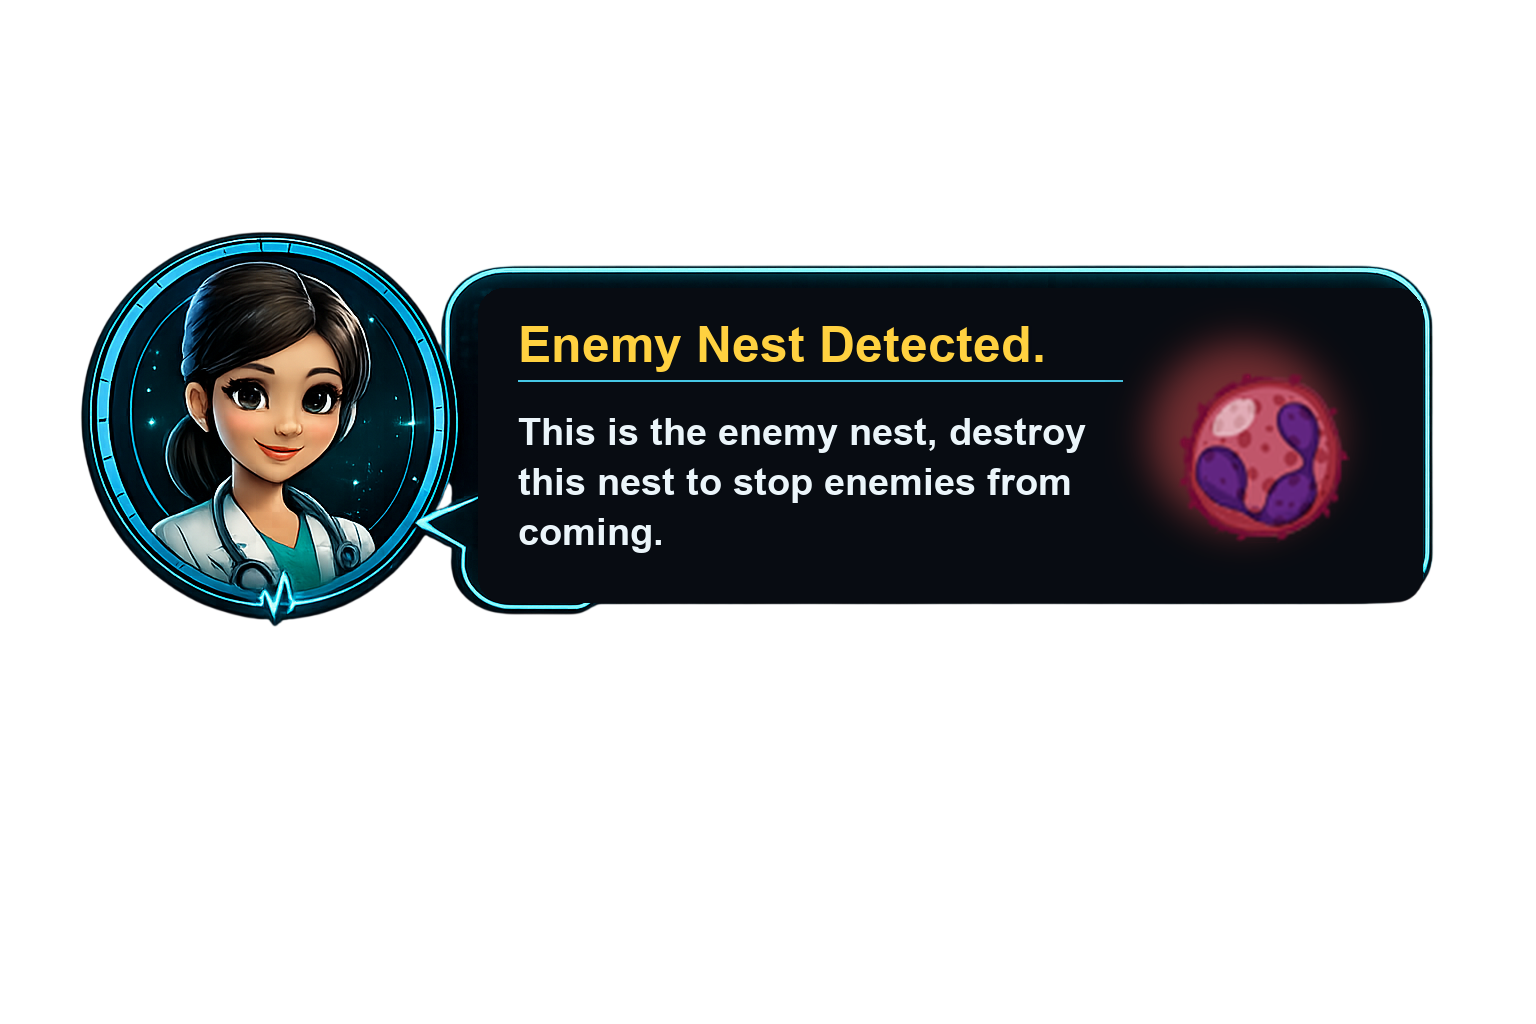 Enemy Nest Detected.
This is the enemy nest, destroy
this nest to stop enemies from
coming.